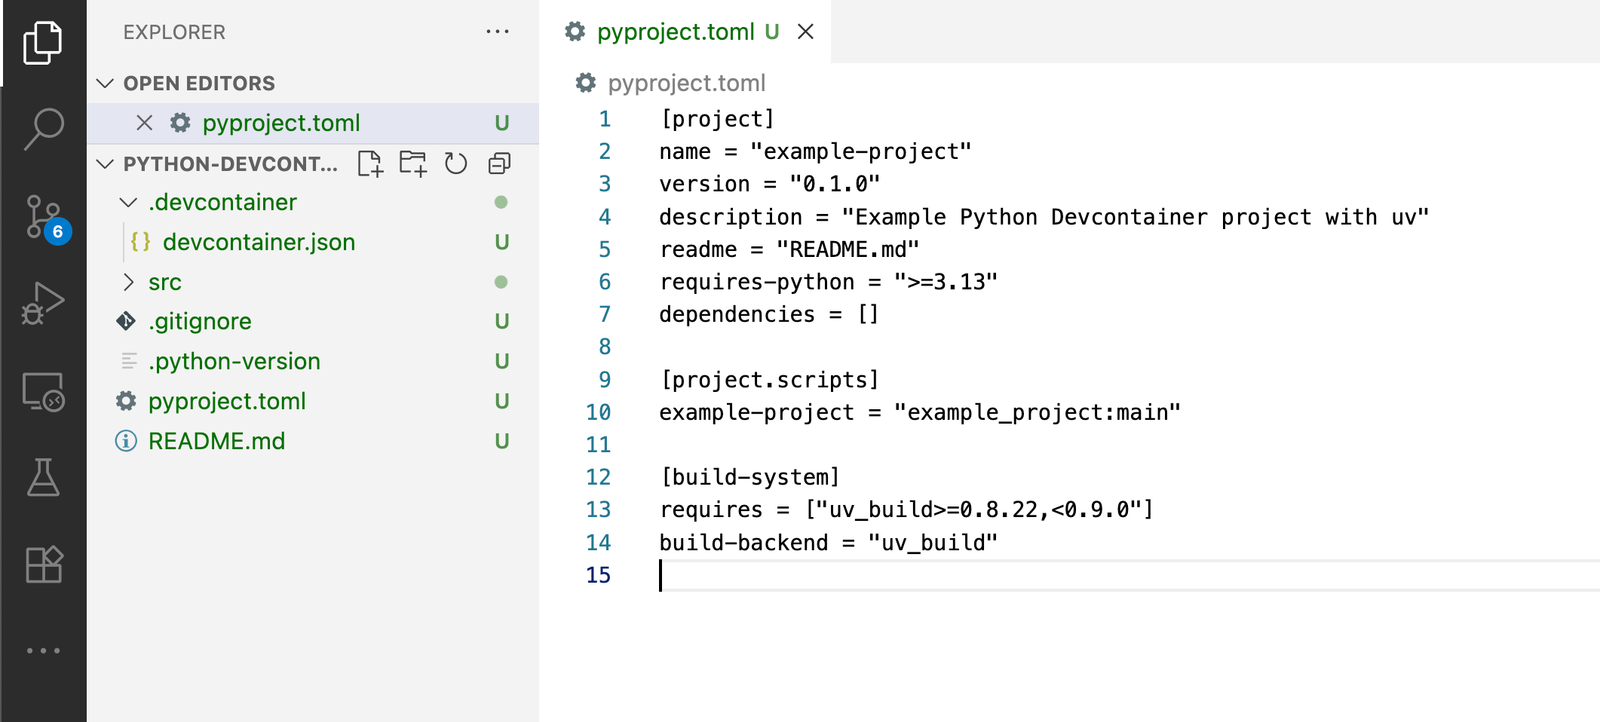 EXPLORER
OPEN EDITORS
pyproject.toml U
PYTHON-DEVCONT...
.devcontainer
{} devcontainer.json U
src
.gitignore U
.python-version U
pyproject.toml U
README.md U
6
pyproject.toml U
pyproject.toml
1 [project]
2 name = "example-project"
3 version = "0.1.0"
4 description = "Example Python Devcontainer project with uv"
5 readme = "README.md"
6 requires-python = ">=3.13"
7 dependencies = []
8
9 [project.scripts]
10 example-project = "example_project:main"
11
12 [build-system]
13 requires = ["uv_build>=0.8.22,<0.9.0"]
14 build-backend = "uv_build"
15